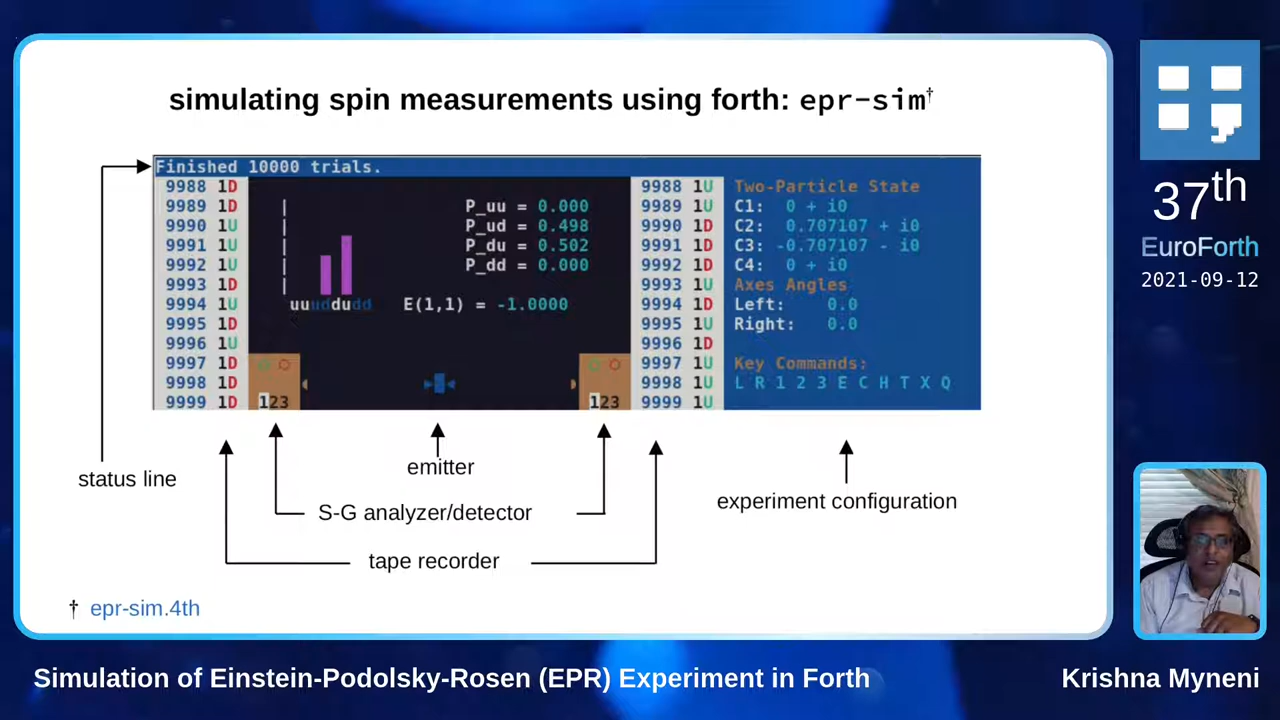 simulating spin measurements using forth: epr-sim†
Finished 10000 trials.
9988 1D
9989 1D
9990 1U
9991 1U
9992 1U
9993 1D
9994 1U
9995 1D
9996 1U
9997 1D
9998 1D
9999 1D
P_uu = 0.000
P_ud = 0.498
P_du = 0.502
P_dd = 0.000
uuuddudd
E(1,1) = -1.0000
123
123
9988 1U
9989 1U
9990 1D
9991 1D
9992 1D
9993 1U
9994 1D
9995 1U
9996 1D
9997 1U
9998 1U
9999 1U
Two-Particle State
C1: 0 + i0
C2: 0.707107 + i0
C3: -0.707107 - i0
C4: 0 + i0
Axes Angles
Left: 0.0
Right: 0.0
Key Commands:
L R 1 2 3 E C H T X Q
status line
emitter
S-G analyzer/detector
tape recorder
experiment configuration
† epr-sim.4th
37th
EuroForth
2021-09-12
Simulation of Einstein-Podolsky-Rosen (EPR) Experiment in Forth
Krishna Myneni